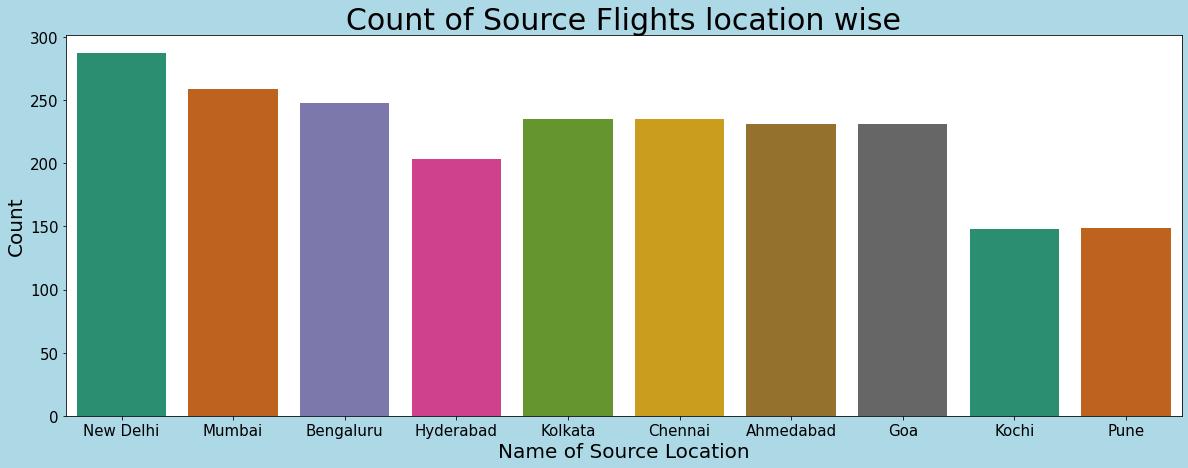 Count of Source Flights location wise
Count
300
250
200
150
100
50
0
New Delhi Mumbai Bengaluru Hyderabad Kolkata Chennai Ahmedabad Goa Kochi Pune
Name of Source Location